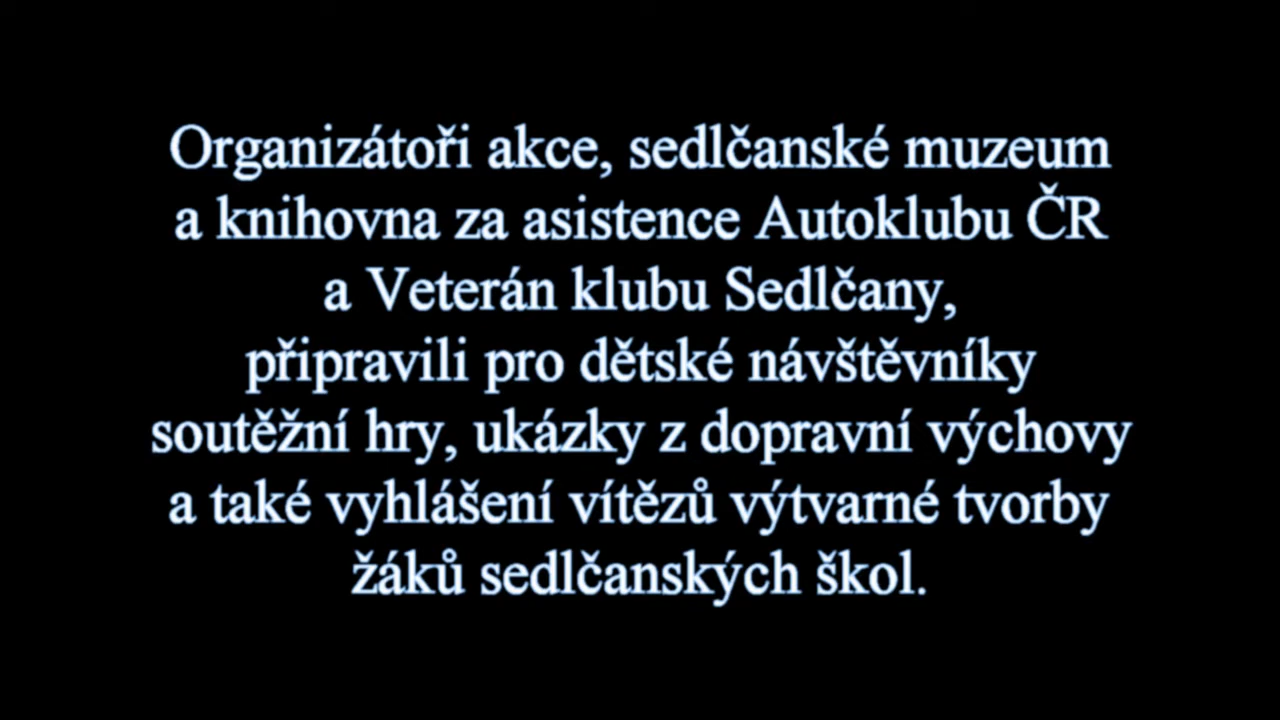 Organizátoři akce, sedlčanské muzeum
a knihovna za asistence Autoklubu ČR
a Veterán klubu Sedlčany,
připravili pro dětské návštěvníky
soutěžní hry, ukázky z dopravní výchovy
a také vyhlášení vítězů výtvarné tvorby
žáků sedlčanských škol.